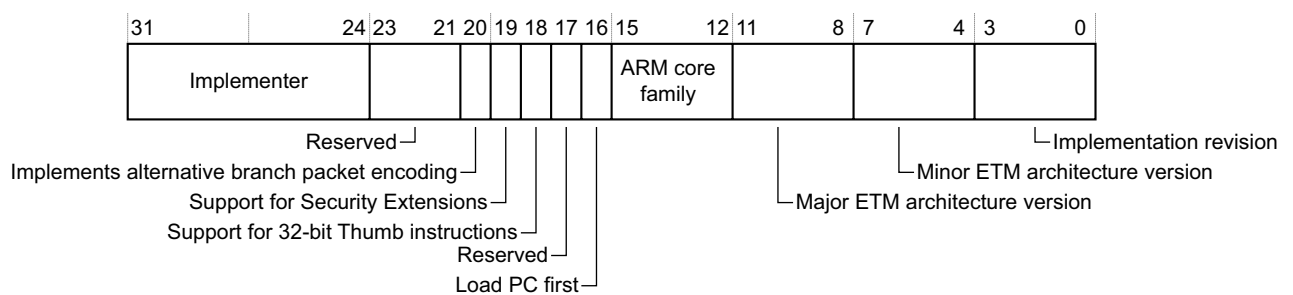 31 24 23 21 20 19 18 17 16 15 12 11 8 7 4 3 0
Implementer
ARM core
family
Reserved
Implementation revision
Implements alternative branch packet encoding
Minor ETM architecture version
Support for Security Extensions
Major ETM architecture version
Support for 32-bit Thumb instructions
Reserved
Load PC first